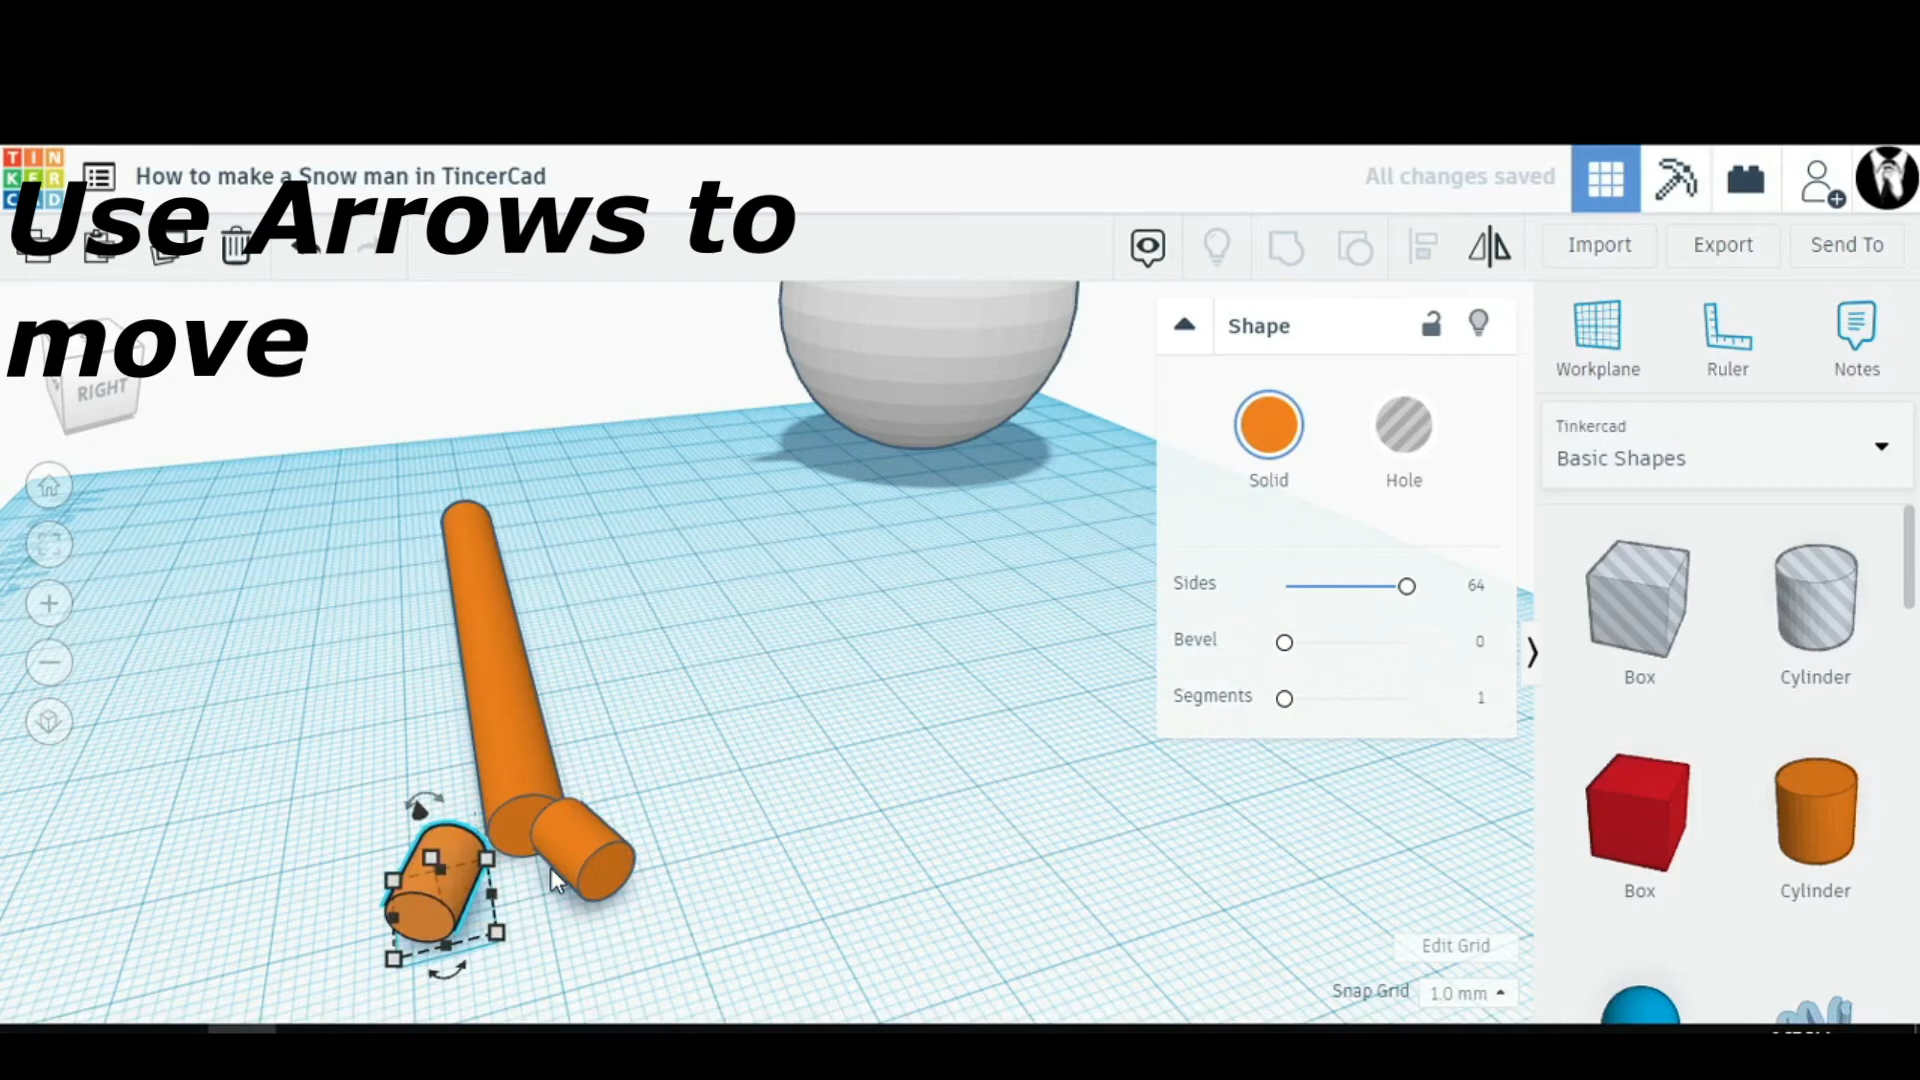 TIN
KER
CAD
How to make a Snow man in TincerCad
All changes saved
Use Arrows to
move
Import
Export
Send To
RIGHT
Shape
Solid
Hole
Sides
64
Bevel
0
Segments
1
Workplane
Ruler
Notes
Tinkercad
Basic Shapes
Box
Cylinder
Box
Cylinder
Edit Grid
Snap Grid
1.0 mm